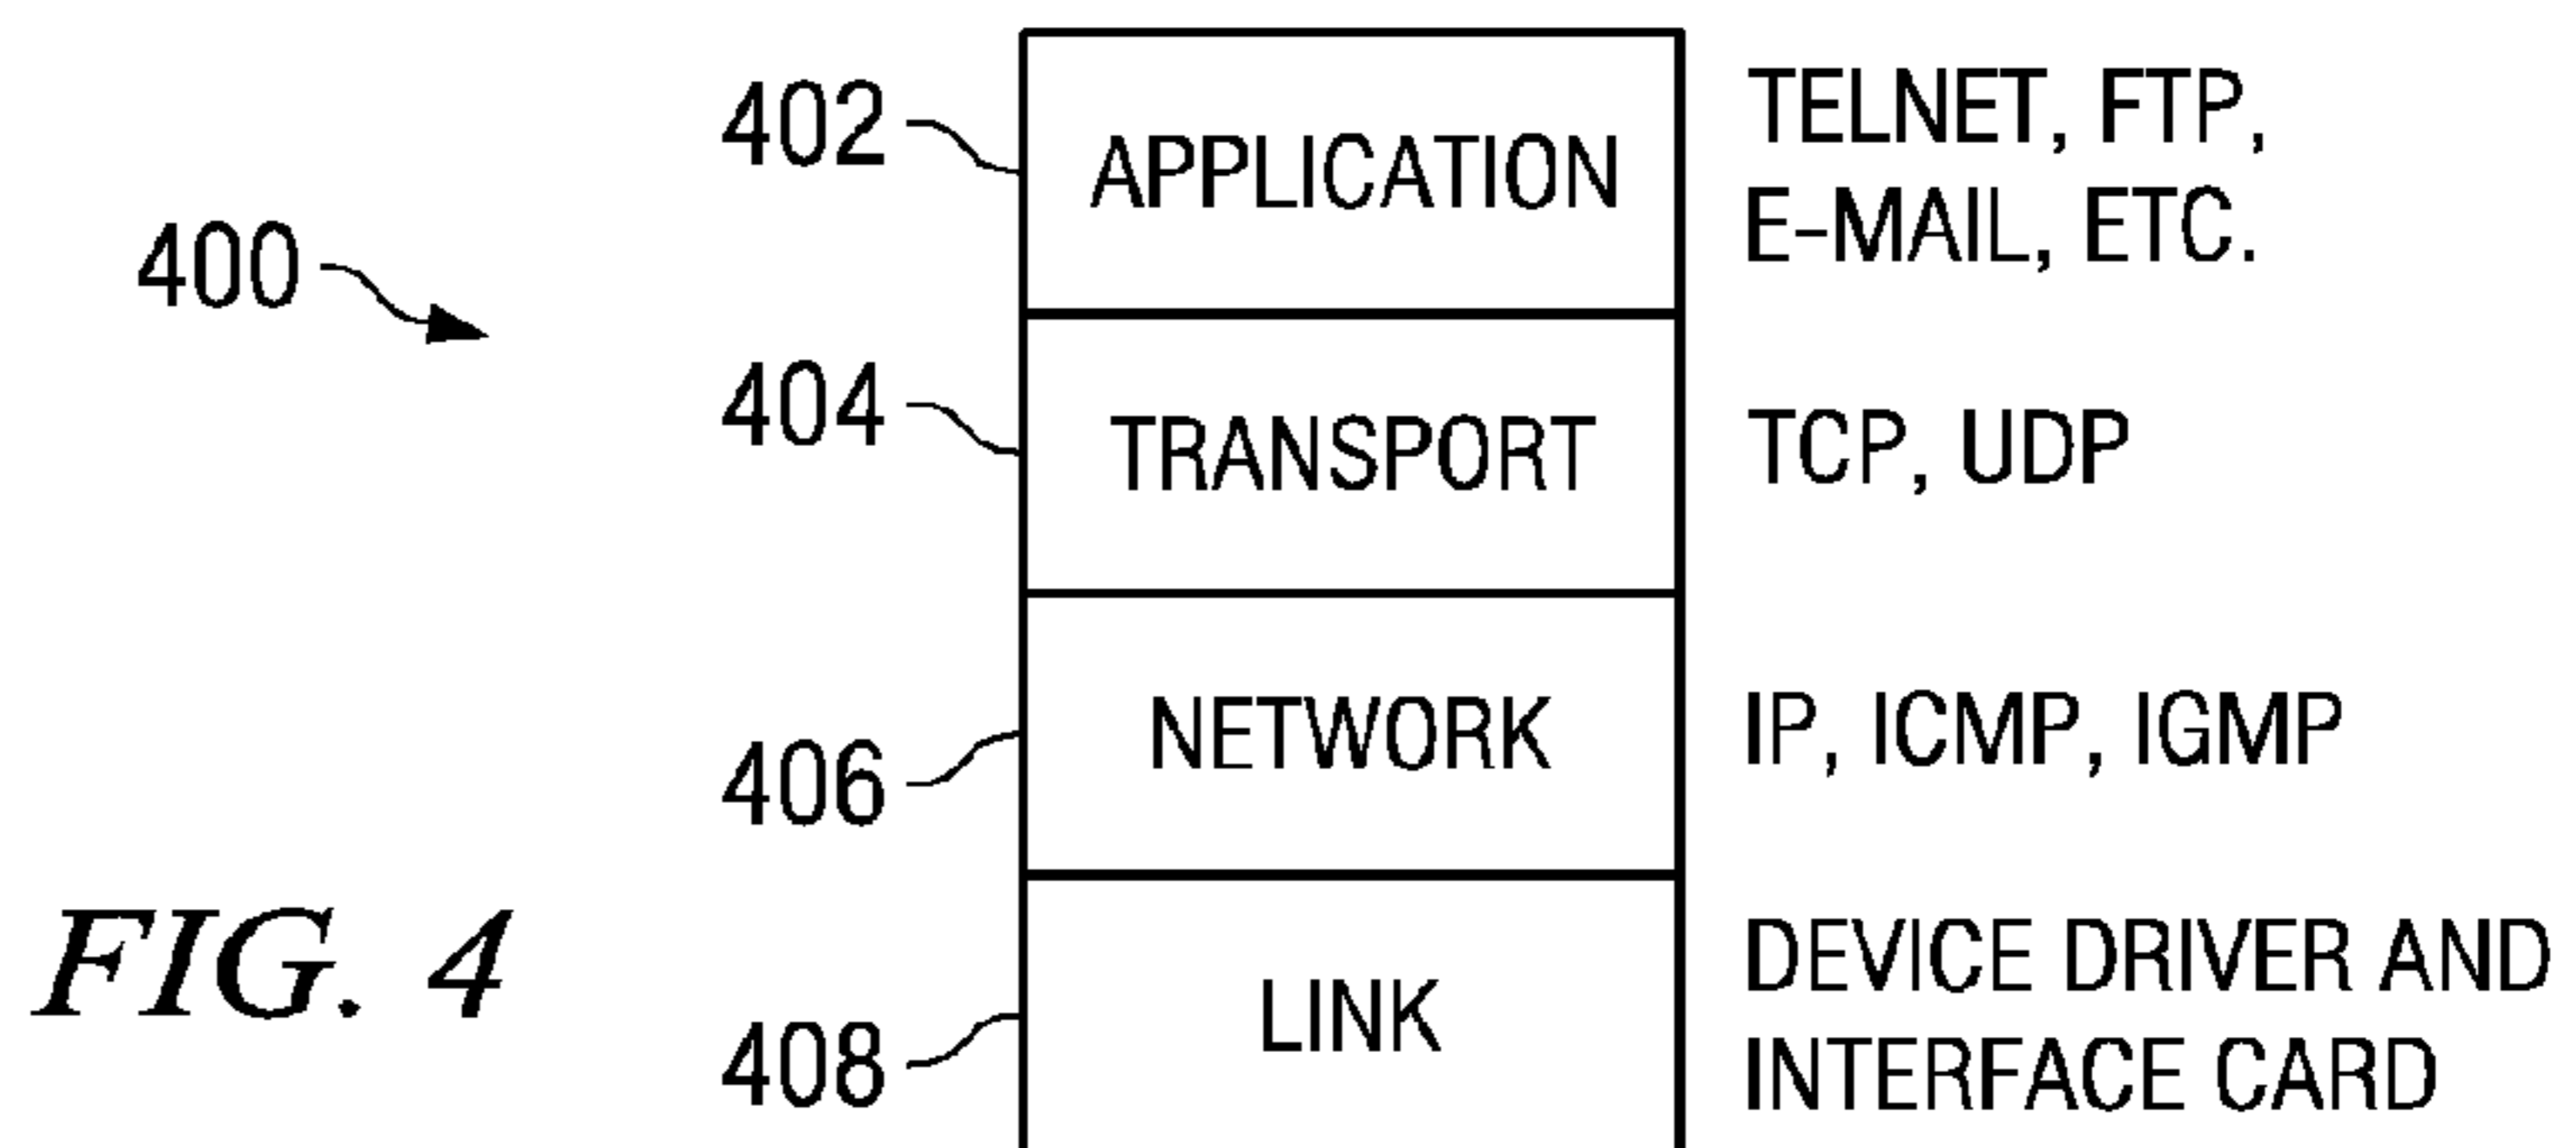 402
APPLICATION
TELNET, FTP,
E-MAIL, ETC.
400
404
TRANSPORT
TCP, UDP
406
NETWORK
IP, ICMP, IGMP
FIG. 4
408
LINK
DEVICE DRIVER AND
INTERFACE CARD